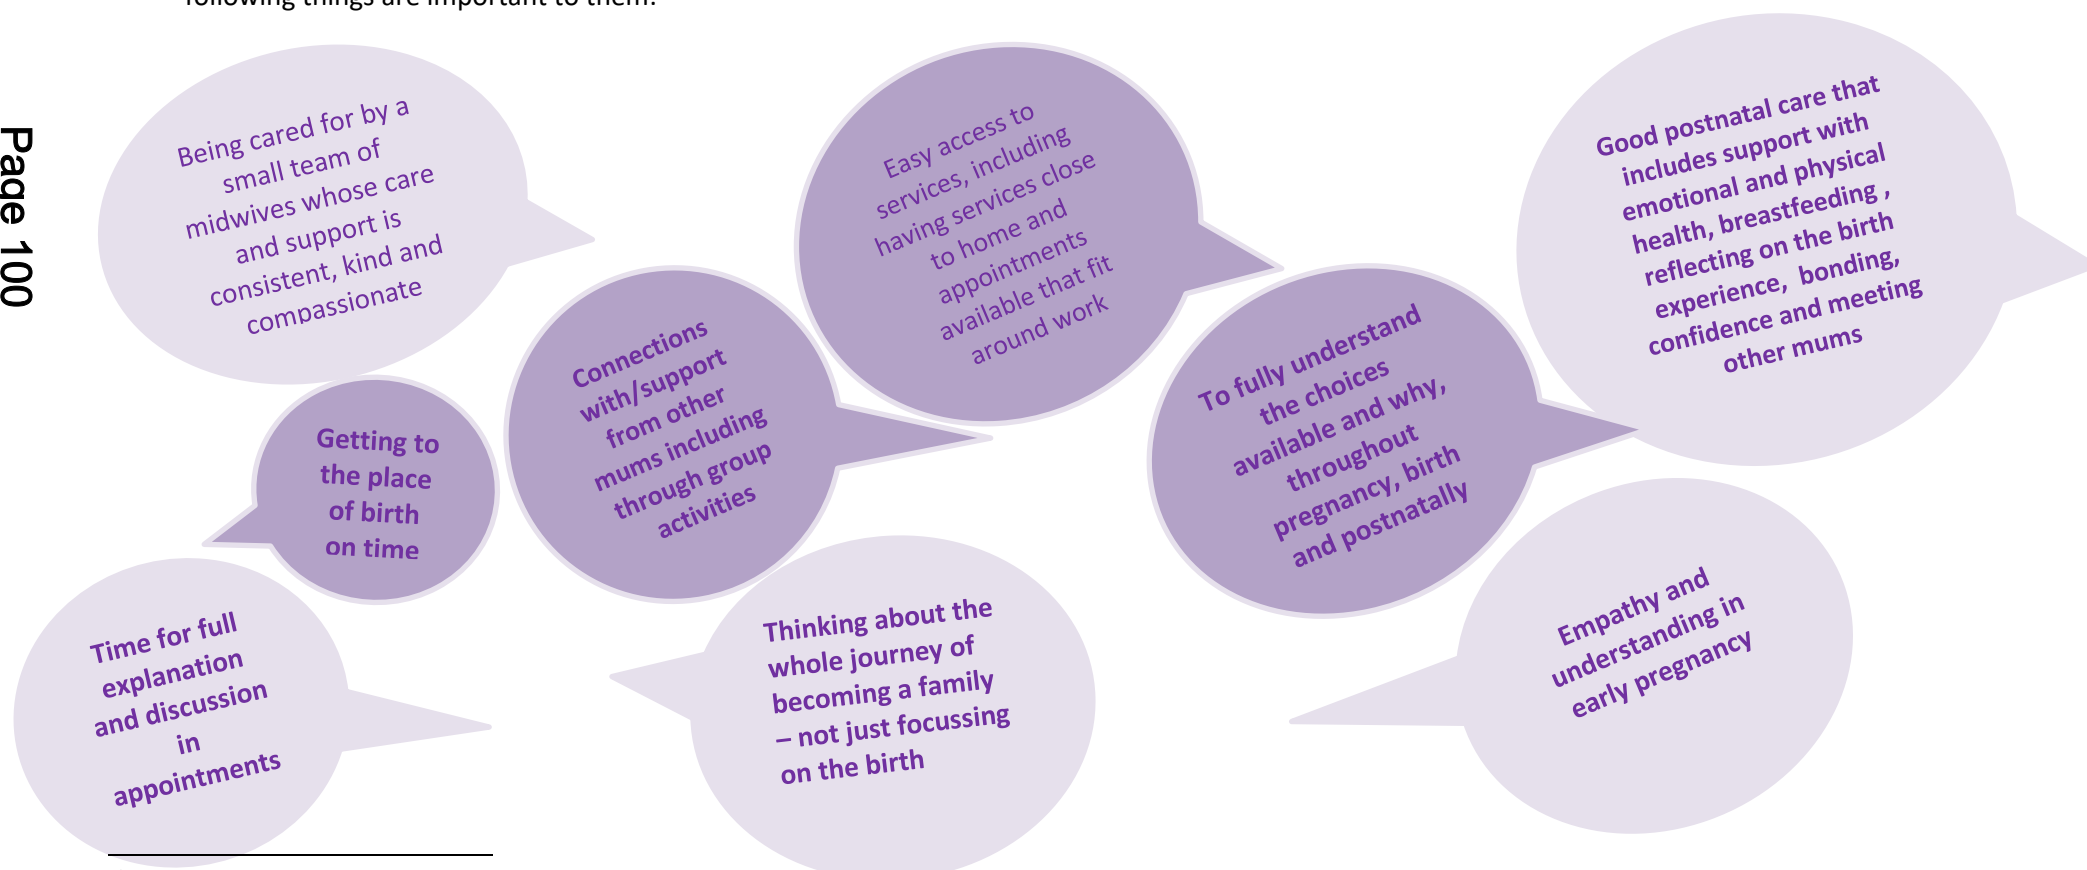 following things are important to them:
Page 100
Being cared for by a
small team of
midwives whose care
and support is
consistent, kind and
compassionate
Easy access to
services, including
having services close
to home and
appointments
available that fit
around work
Good postnatal care that
includes support with
emotional and physical
health, breastfeeding ,
reflecting on the birth
experience, bonding,
confidence and meeting
other mums
Connections
with/support
from other
mums including
through group
activities
To fully understand
the choices
available and why,
throughout
pregnancy, birth
and postnatally
Getting to
the place
of birth
on time
Time for full
explanation
and discussion
in
appointments
Thinking about the
whole journey of
becoming a family
– not just focussing
on the birth
Empathy and
understanding in
early pregnancy